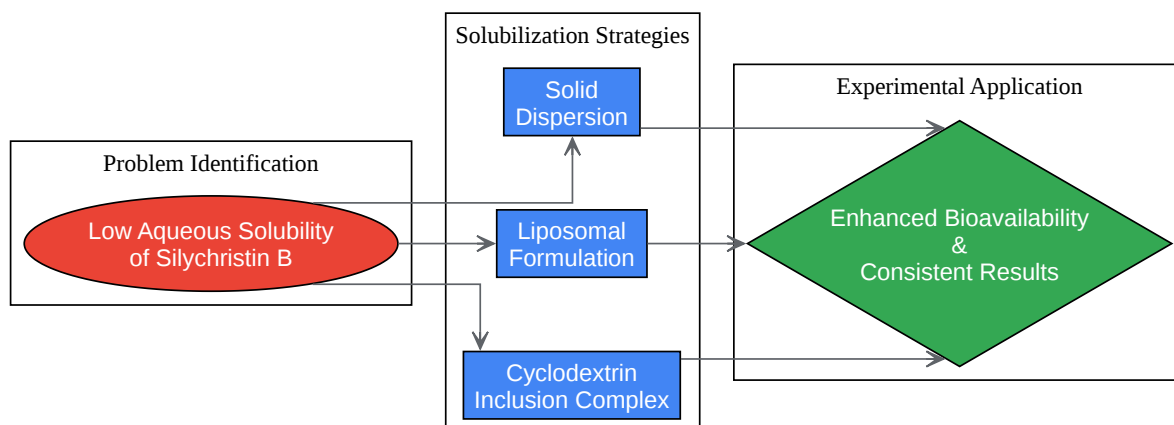 Problem Identification
Low Aqueous Solubility
of Silychristin B
Solubilization Strategies
Solid
Dispersion
Liposomal
Formulation
Cyclodextrin
Inclusion Complex
Experimental Application
Enhanced Bioavailability
&
Consistent Results